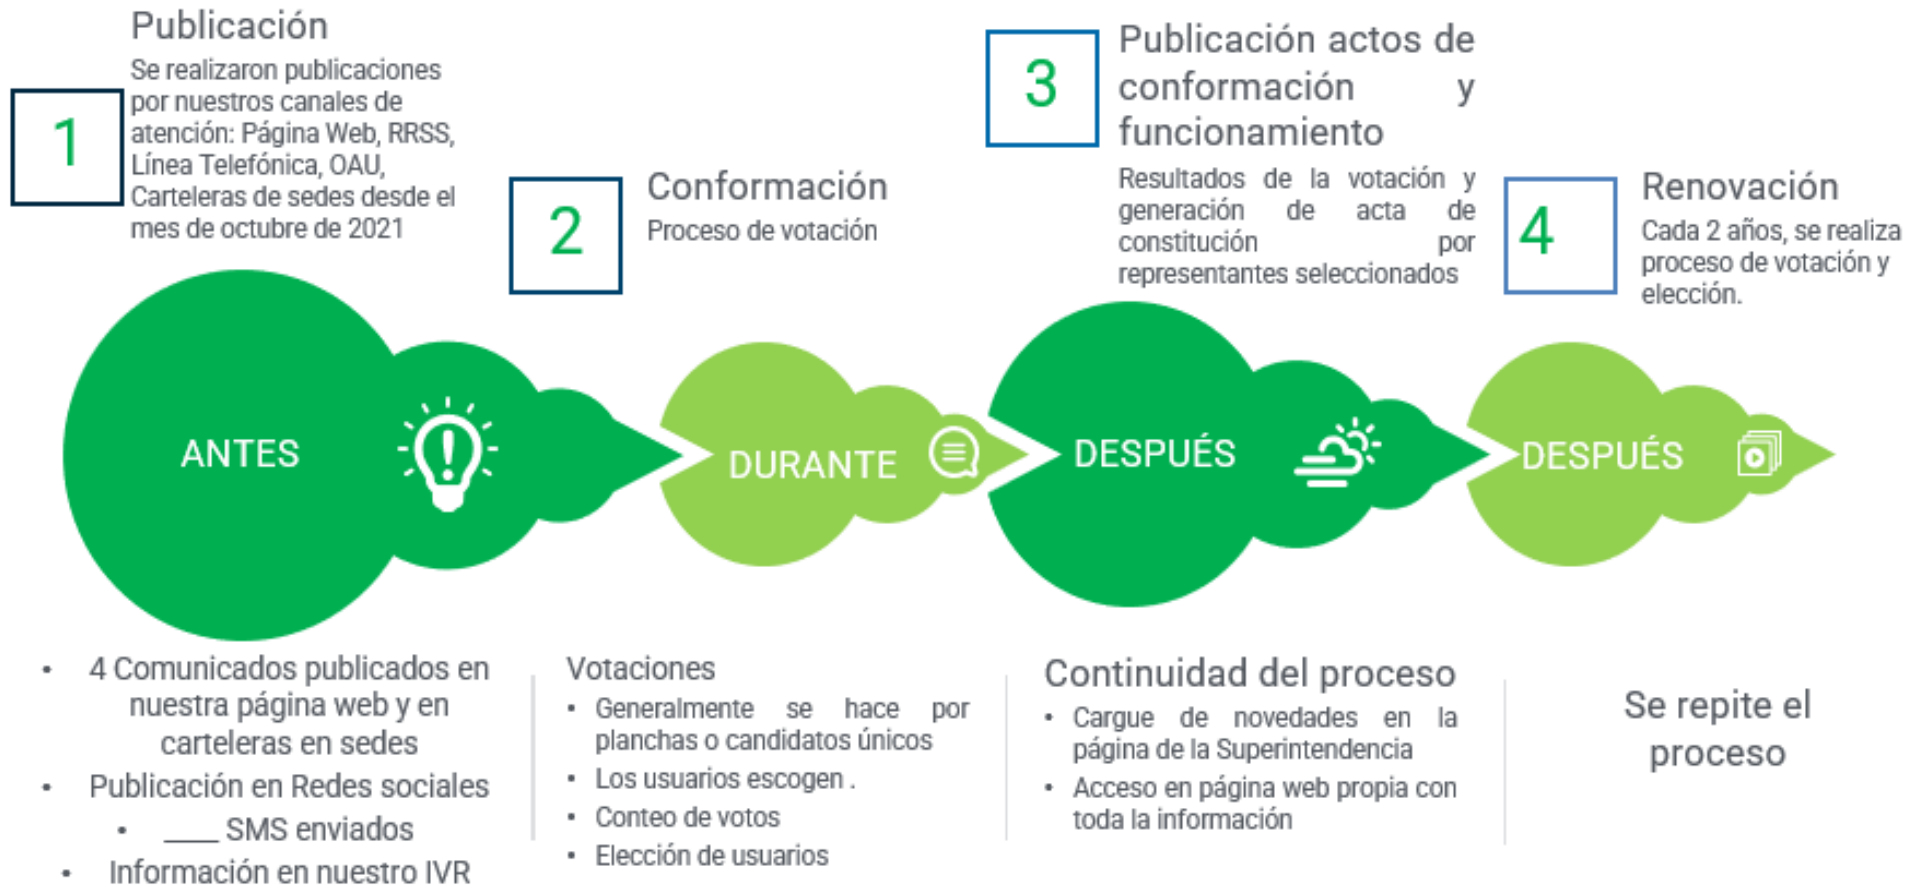 Publicación
Se realizaron publicaciones
por nuestros canales de
atención: Página Web, RRSS,
Línea Telefónica, OAU,
Carteleras de sedes desde el
mes de octubre de 2021
1
2
Conformación
Proceso de votación
3
Publicación actos de
conformación y
funcionamiento
Resultados de la votación y
generación de acta de
constitución por
representantes seleccionados
4
Renovación
Cada 2 años, se realiza
proceso de votación y
elección.
ANTES
DURANTE
DESPUÉS
DESPUÉS
• 4 Comunicados publicados en
nuestra página web y en
carteleras en sedes
• Publicación en Redes sociales
• ____ SMS enviados
• Información en nuestro IVR
Votaciones
• Generalmente se hace por
planchas o candidatos únicos
• Los usuarios escogen .
• Conteo de votos
• Elección de usuarios
Continuidad del proceso
• Cargue de novedades en la
página de la Superintendencia
• Acceso en página web propia con
toda la información
Se repite el
proceso